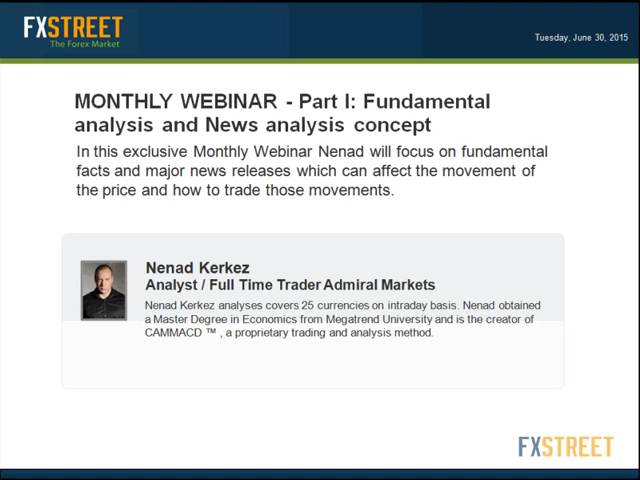 FXSTREET
The Forex Market
Tuesday, June 30, 2015
MONTHLY WEBINAR - Part I: Fundamental
analysis and News analysis concept
In this exclusive Monthly Webinar Nenad will focus on fundamental
facts and major news releases which can affect the movement of
the price and how to trade those movements.
Nenad Kerkez
Analyst / Full Time Trader Admiral Markets
Nenad Kerkez analyses covers 25 currencies on intraday basis. Nenad obtained
a Master Degree in Economics from Megatrend University and is the creator of
CAMMACD ™ , a proprietary trading and analysis method.
FXSTREET